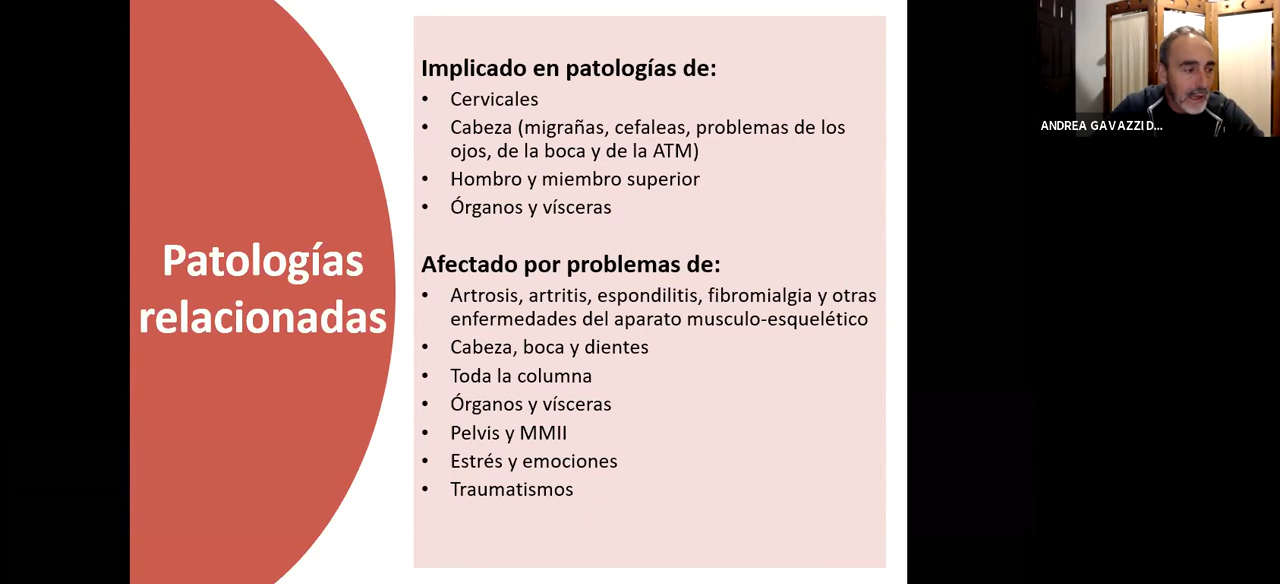 Patologías
relacionadas
Implicado en patologías de:
• Cervicales
• Cabeza (migrañas, cefaleas, problemas de los
ojos, de la boca y de la ATM)
• Hombro y miembro superior
• Órganos y vísceras
Afectado por problemas de:
• Artrosis, artritis, espondilitis, fibromialgia y otras
enfermedades del aparato musculo-esquelético
• Cabeza, boca y dientes
• Toda la columna
• Órganos y vísceras
• Pelvis y MMII
• Estrés y emociones
• Traumatismos
ANDREA GAVAZZI D...